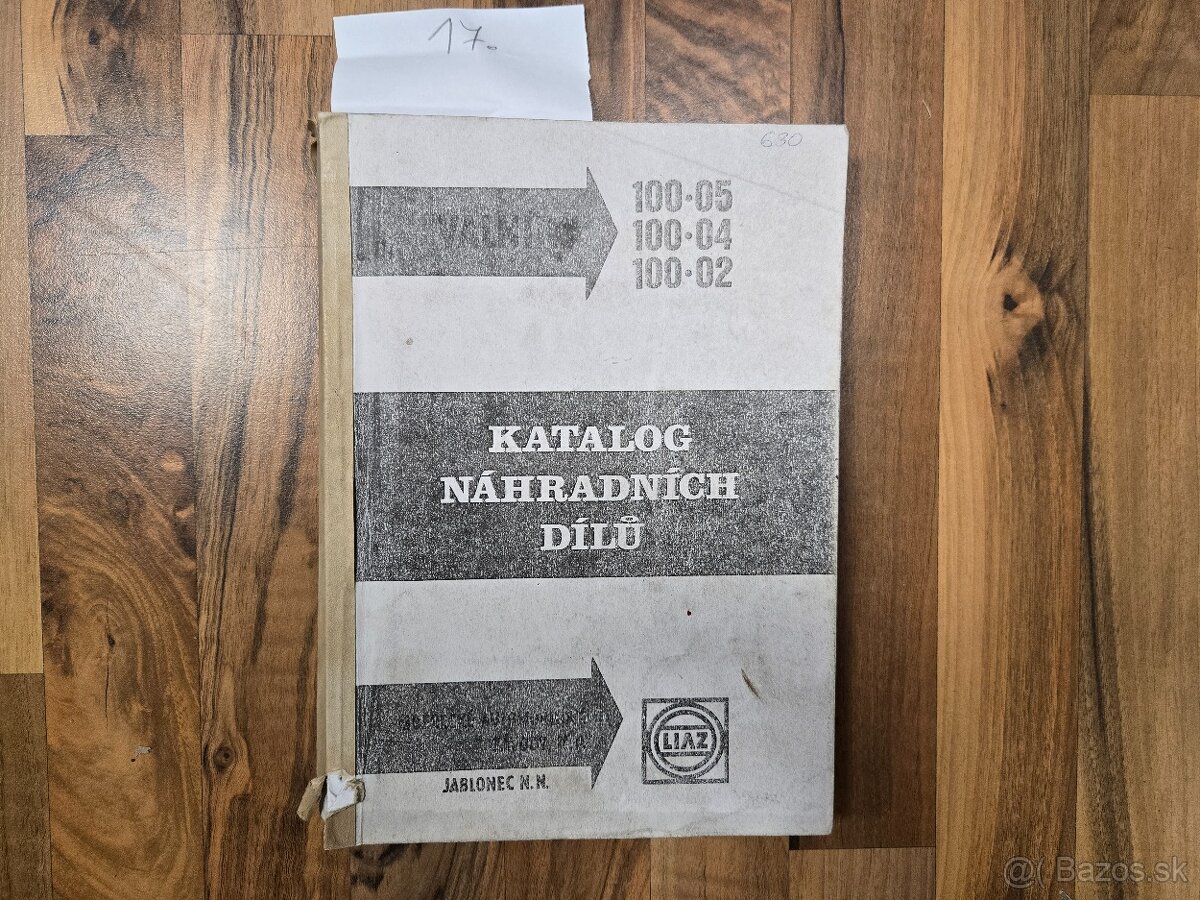 17.
630
100·05
100·04
100·02
KATALOG
NÁHRADNÍCH
DÍLŮ
JABLONEC N. N.
LIAZ
@( Bazos.sk